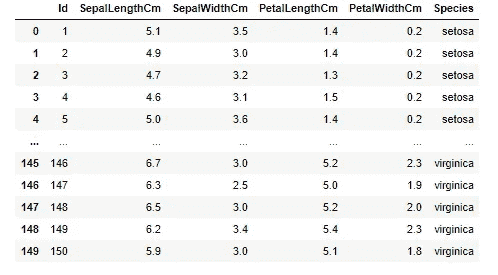 Id SepalLengthCm SepalWidthCm PetalLengthCm PetalWidthCm Species
0 1 5.1 3.5 1.4 0.2 setosa
1 2 4.9 3.0 1.4 0.2 setosa
2 3 4.7 3.2 1.3 0.2 setosa
3 4 4.6 3.1 1.5 0.2 setosa
4 5 5.0 3.6 1.4 0.2 setosa
... ... ... ... ... ... ...
145 146 6.7 3.0 5.2 2.3 virginica
146 147 6.3 2.5 5.0 1.9 virginica
147 148 6.5 3.0 5.2 2.0 virginica
148 149 6.2 3.4 5.4 2.3 virginica
149 150 5.9 3.0 5.1 1.8 virginica